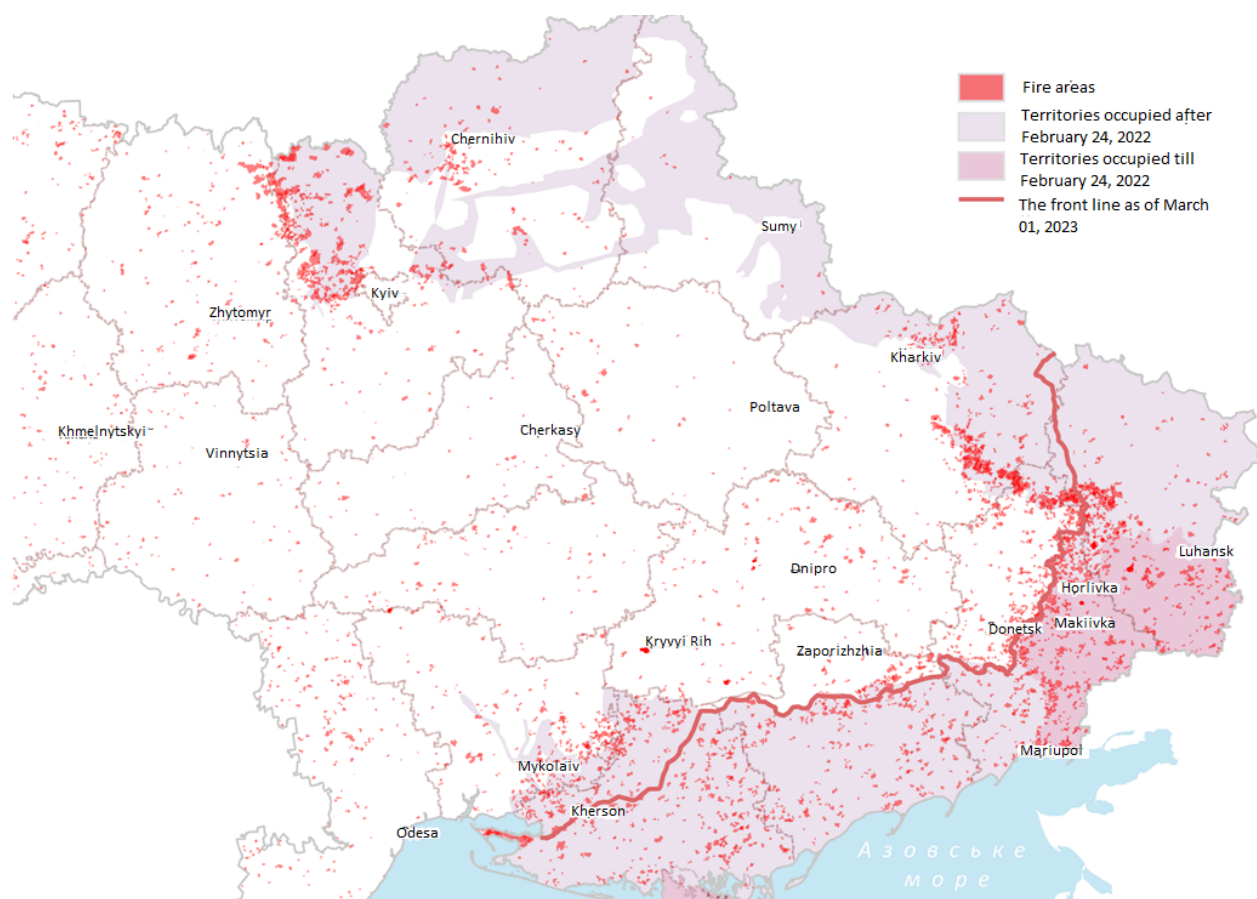 Fire areas
Territories occupied after
February 24, 2022
Territories occupied till
February 24, 2022
The front line as of March
01, 2023
Chernihiv
Sumy
Kyiv
Zhytomyr
Kharkiv
Poltava
Khmelnytskyi
Cherkasy
Vinnytsia
Luhansk
Dnipro
Horlivka
Makiivka
Donetsk
Kryvyi Rih
Zaporizhzhia
Mariupol
Mykolaiv
Kherson
Odesa
Азовське
море